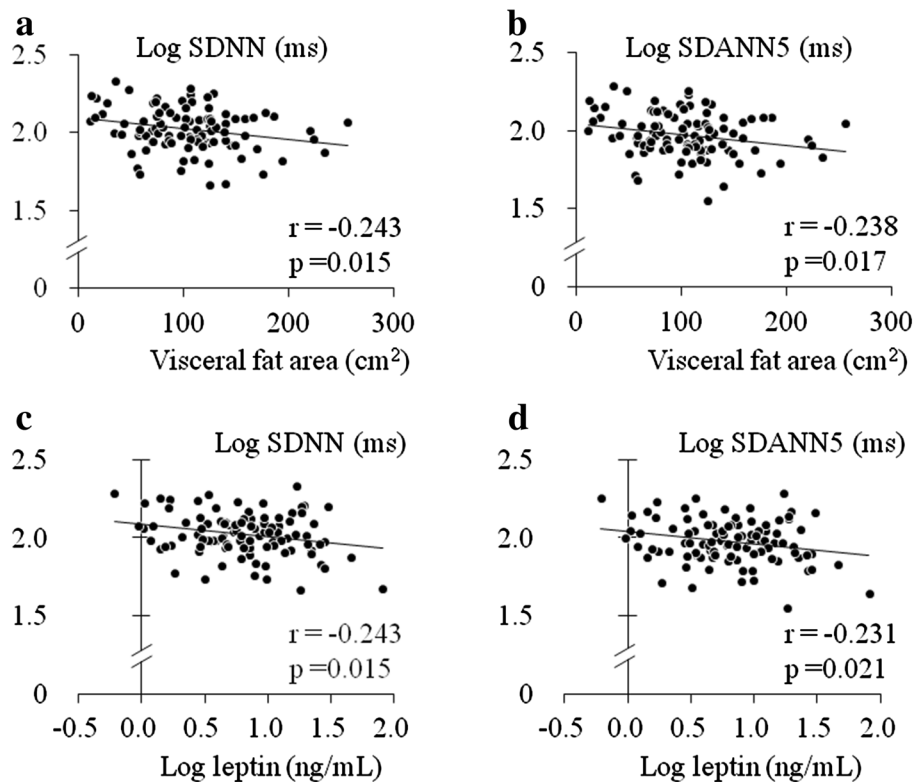 a
Log SDNN (ms)
2.5
2.0
1.5
0
r = -0.243
p =0.015
0 100 200 300
Visceral fat area (cm²)
b
Log SDANN5 (ms)
2.5
2.0
1.5
0
r = -0.238
p =0.017
0 100 200 300
Visceral fat area (cm²)
c
Log SDNN (ms)
2.5
2.0
1.5
0
r = -0.243
p =0.015
-0.5 0.0 0.5 1.0 1.5 2.0
Log leptin (ng/mL)
d
Log SDANN5 (ms)
2.5
2.0
1.5
0
r = -0.231
p =0.021
-0.5 0.0 0.5 1.0 1.5 2.0
Log leptin (ng/mL)